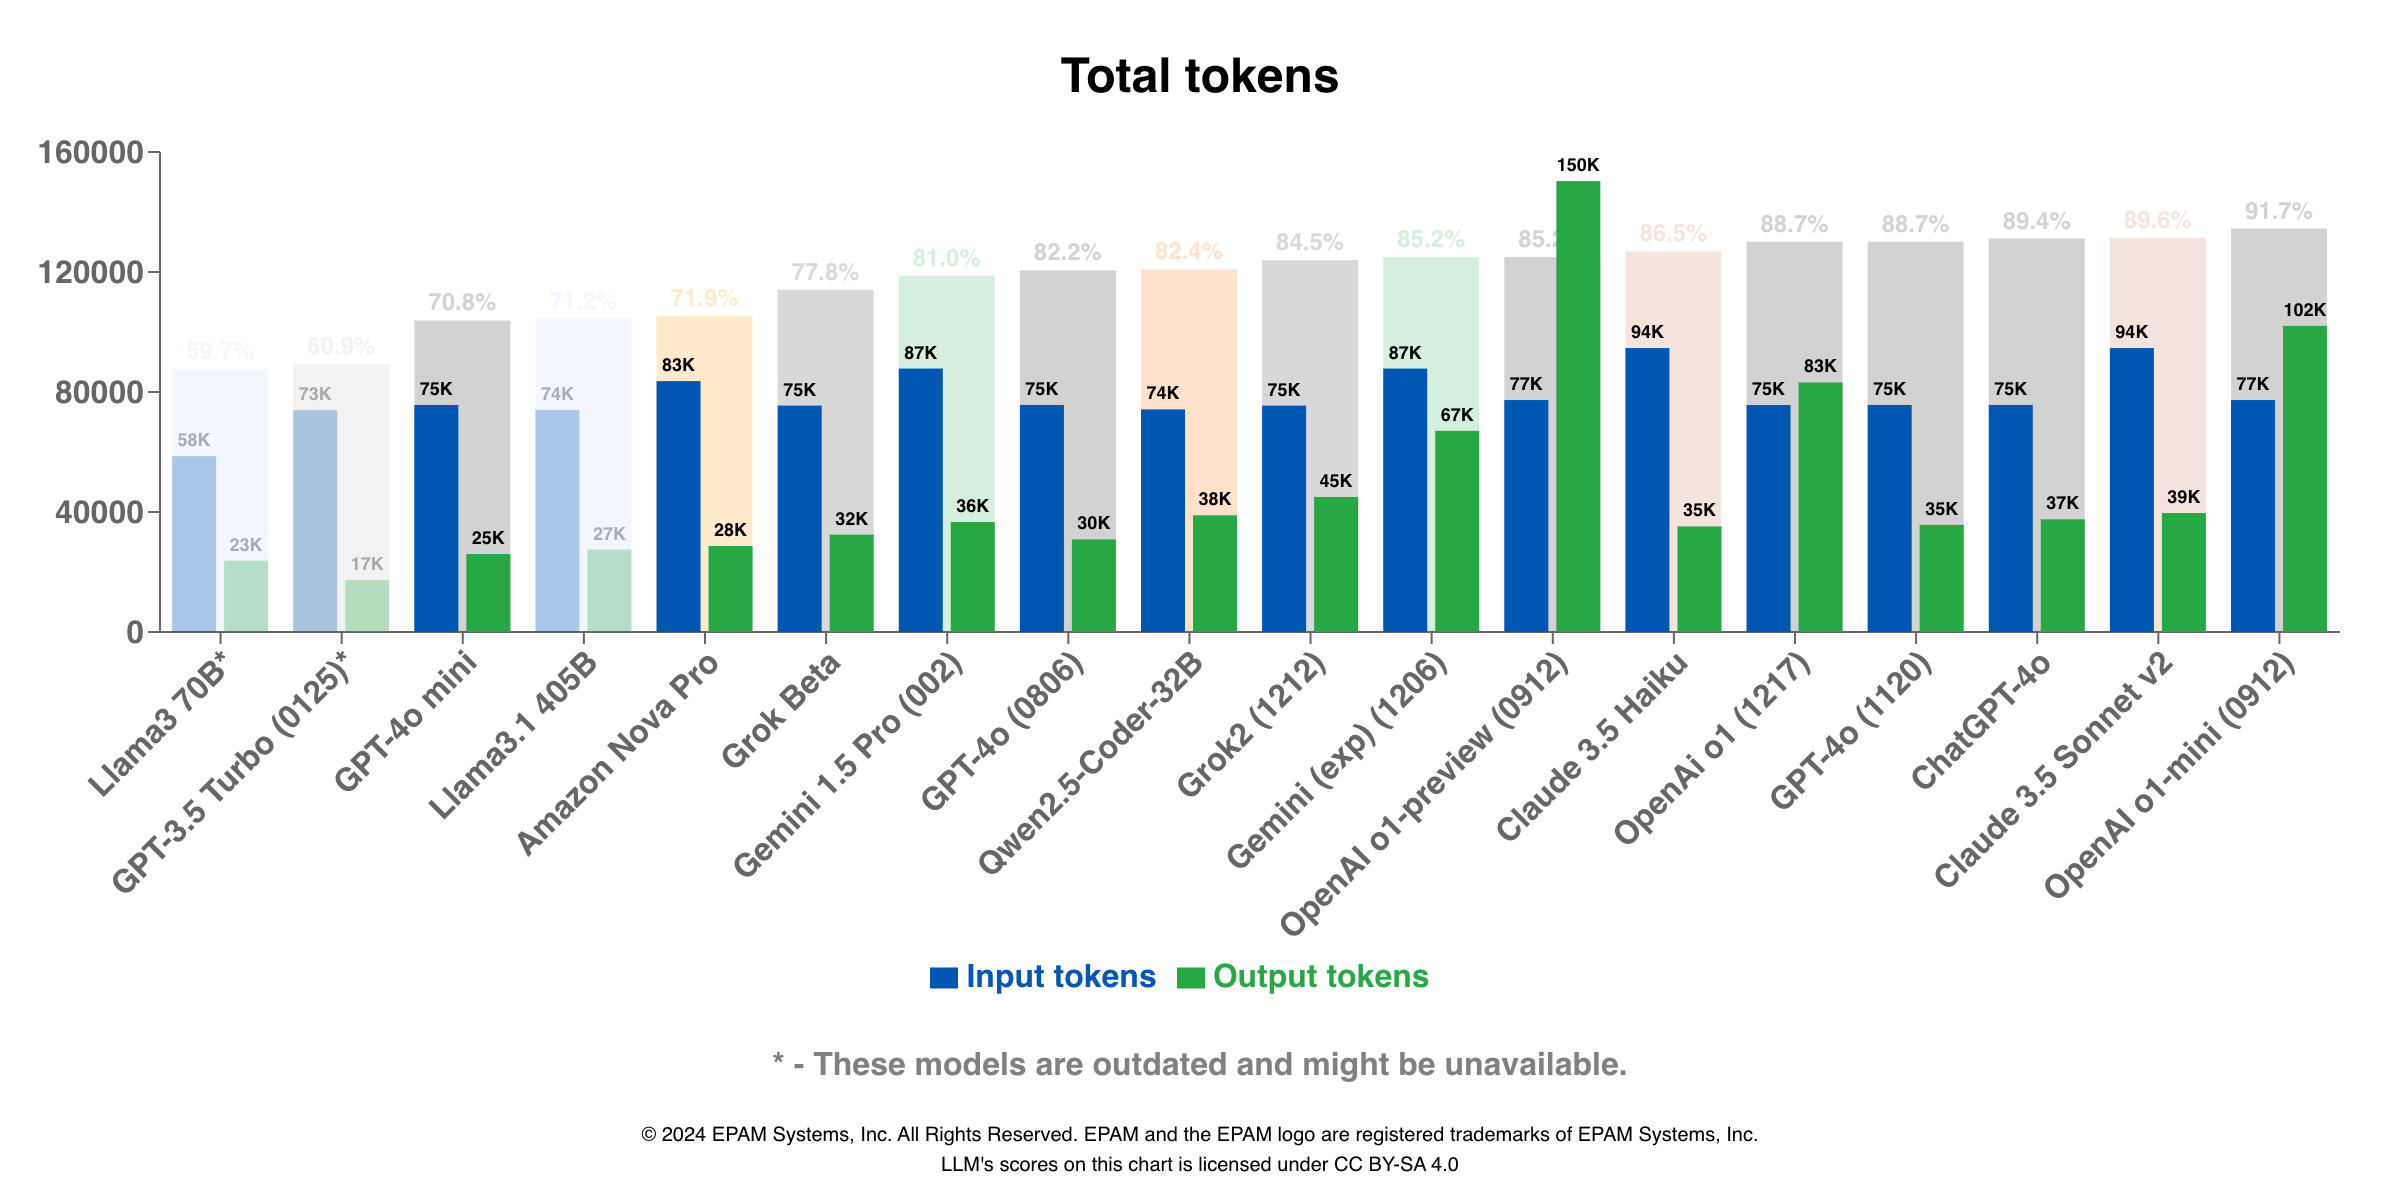 Total tokens
160000
120000
80000
40000
0
59.7%
60.9%
70.8%
71.2%
71.9%
77.8%
81.0%
82.2%
82.4%
84.5%
85.2%
85.2
86.5%
88.7%
88.7%
89.4%
89.6%
91.7%
58K
23K
73K
17K
75K
25K
74K
27K
83K
28K
75K
32K
87K
36K
75K
30K
74K
38K
75K
45K
87K
67K
77K
150K
94K
35K
75K
83K
75K
35K
75K
37K
94K
39K
77K
102K
Llama3 70B*
GPT-3.5 Turbo (0125)*
GPT-4o mini
Llama3.1 405B
Amazon Nova Pro
Grok Beta
Gemini 1.5 Pro (002)
GPT-4o (0806)
Qwen2.5-Coder-32B
Grok2 (1212)
Gemini (exp) (1206)
OpenAI o1-preview (0912)
Claude 3.5 Haiku
OpenAi o1 (1217)
GPT-4o (1120)
ChatGPT-4o
Claude 3.5 Sonnet v2
OpenAI o1-mini (0912)
Input tokens
Output tokens
* - These models are outdated and might be unavailable.
© 2024 EPAM Systems, Inc. All Rights Reserved. EPAM and the EPAM logo are registered trademarks of EPAM Systems, Inc.
LLM's scores on this chart is licensed under CC BY-SA 4.0